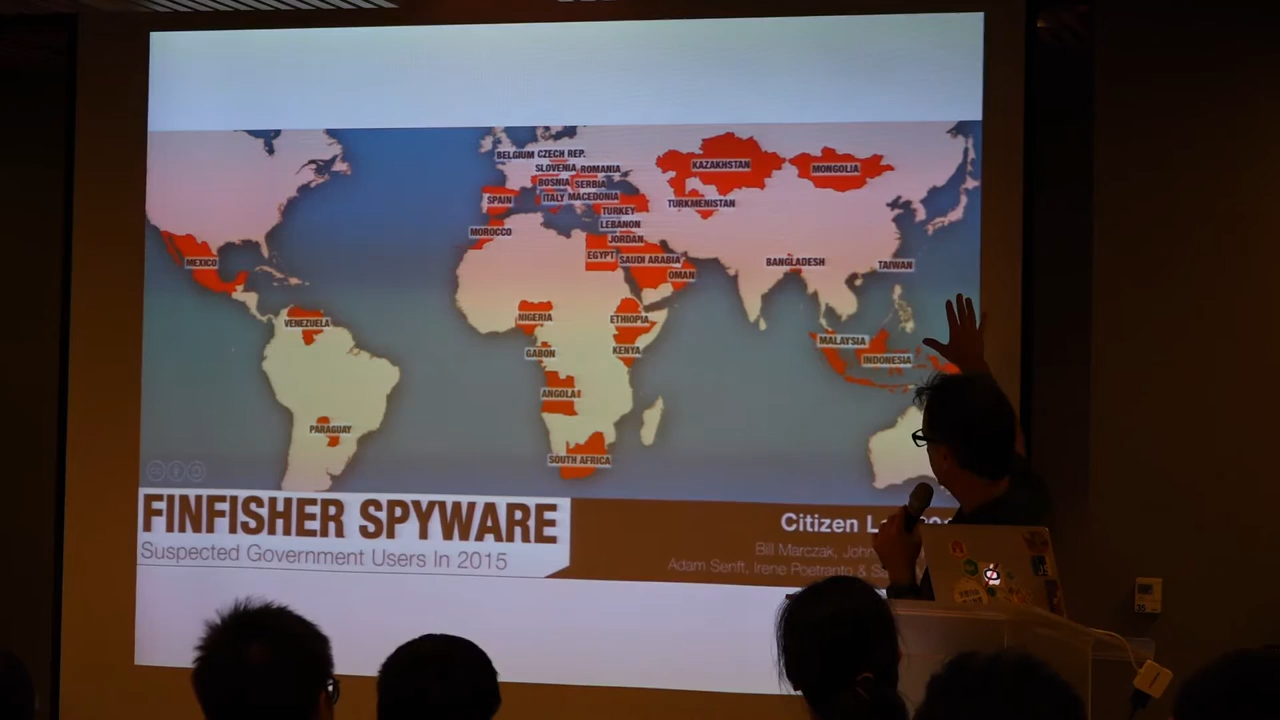 BELGIUM CZECH REP.
SLOVENIA ROMANIA
BOSNIA SERBIA
SPAIN ITALY MACEDONIA
TURKEY
LEBANON
MOROCCO JORDAN
EGYPT SAUDI ARABIA
OMAN
KAZAKHSTAN MONGOLIA
TURKMENISTAN
BANGLADESH TAIWAN
MEXICO
VENEZUELA
NIGERIA ETHIOPIA
GABON KENYA
MALAYSIA
INDONESIA
ANGOLA
PARAGUAY
SOUTH AFRICA
FINFISHER SPYWARE
Suspected Government Users In 2015
Citizen
Bill Marczak, John
Adam Senft, Irene Poetranto &